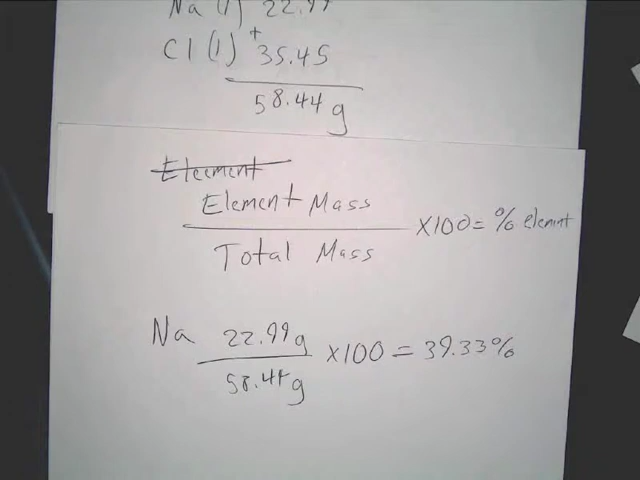 Na (1) 22.99
Cl (1) +35.45
58.44 g
Element
Element Mass
Total Mass
X100 = % element
Na 22.99g
58.44g
X100 = 39.33%